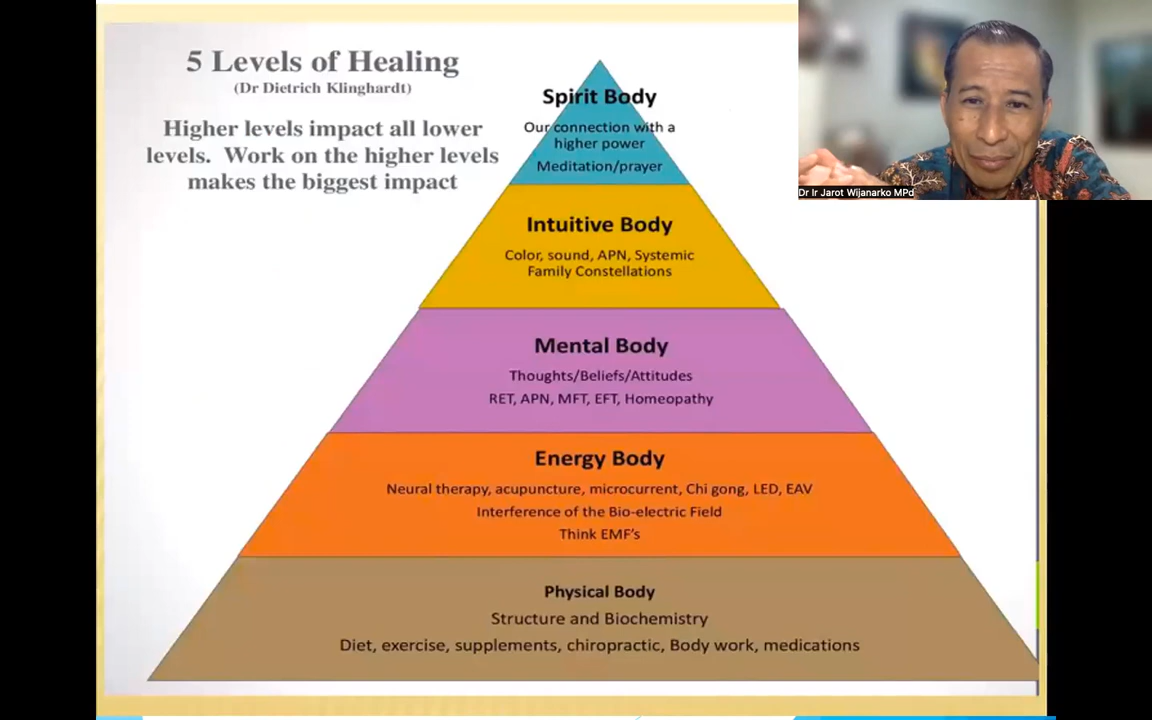 5 Levels of Healing
(Dr Dietrich Klinghardt)
Higher levels impact all lower
levels. Work on the higher levels
makes the biggest impact
Spirit Body
Our connection with a
higher power
Meditation/prayer
Intuitive Body
Color, sound, APN, Systemic
Family Constellations
Mental Body
Thoughts/Beliefs/Attitudes
RET, APN, MFT, EFT, Homeopathy
Energy Body
Neural therapy, acupuncture, microcurrent, Chi gong, LED, EAV
Interference of the Bio-electric Field
Think EMF's
Physical Body
Structure and Biochemistry
Diet, exercise, supplements, chiropractic, Body work, medications
Dr Ir Jarot Wijanarko MPd